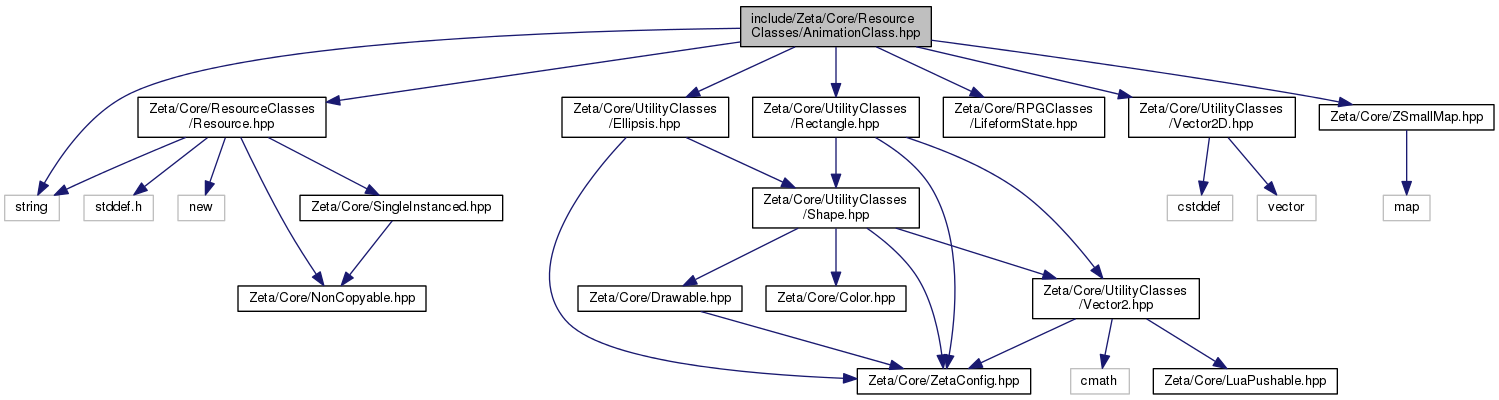 include/Zeta/Core/Resource
Classes/AnimationClass.hpp
Zeta/Core/ResourceClasses
/Resource.hpp
Zeta/Core/UtilityClasses
/Ellipsis.hpp
Zeta/Core/UtilityClasses
/Rectangle.hpp
Zeta/Core/RPGClasses
/LifeformState.hpp
Zeta/Core/UtilityClasses
/Vector2D.hpp
Zeta/Core/ZSmallMap.hpp
string
stddef.h
new
Zeta/Core/SingleInstanced.hpp
Zeta/Core/UtilityClasses
/Shape.hpp
cstddef
vector
map
Zeta/Core/NonCopyable.hpp
Zeta/Core/Drawable.hpp
Zeta/Core/Color.hpp
Zeta/Core/UtilityClasses
/Vector2.hpp
Zeta/Core/ZetaConfig.hpp
cmath
Zeta/Core/LuaPushable.hpp